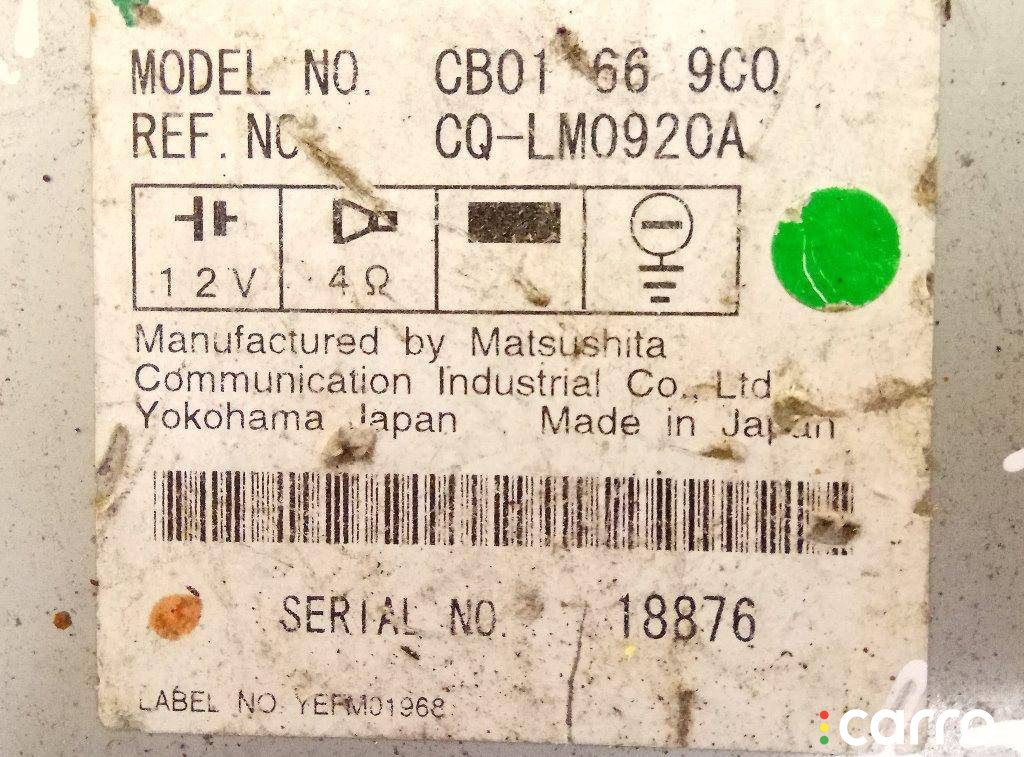 MODEL NO. CB01 66 9C0
REF. NO CQ-LM0920A
12V 4Ω
Manufactured by Matsushita
Communication Industrial Co., Ltd
Yokohama Japan . Made in Japan
SERIAL NO. 18876
LABEL NO. YEFM01968
carro